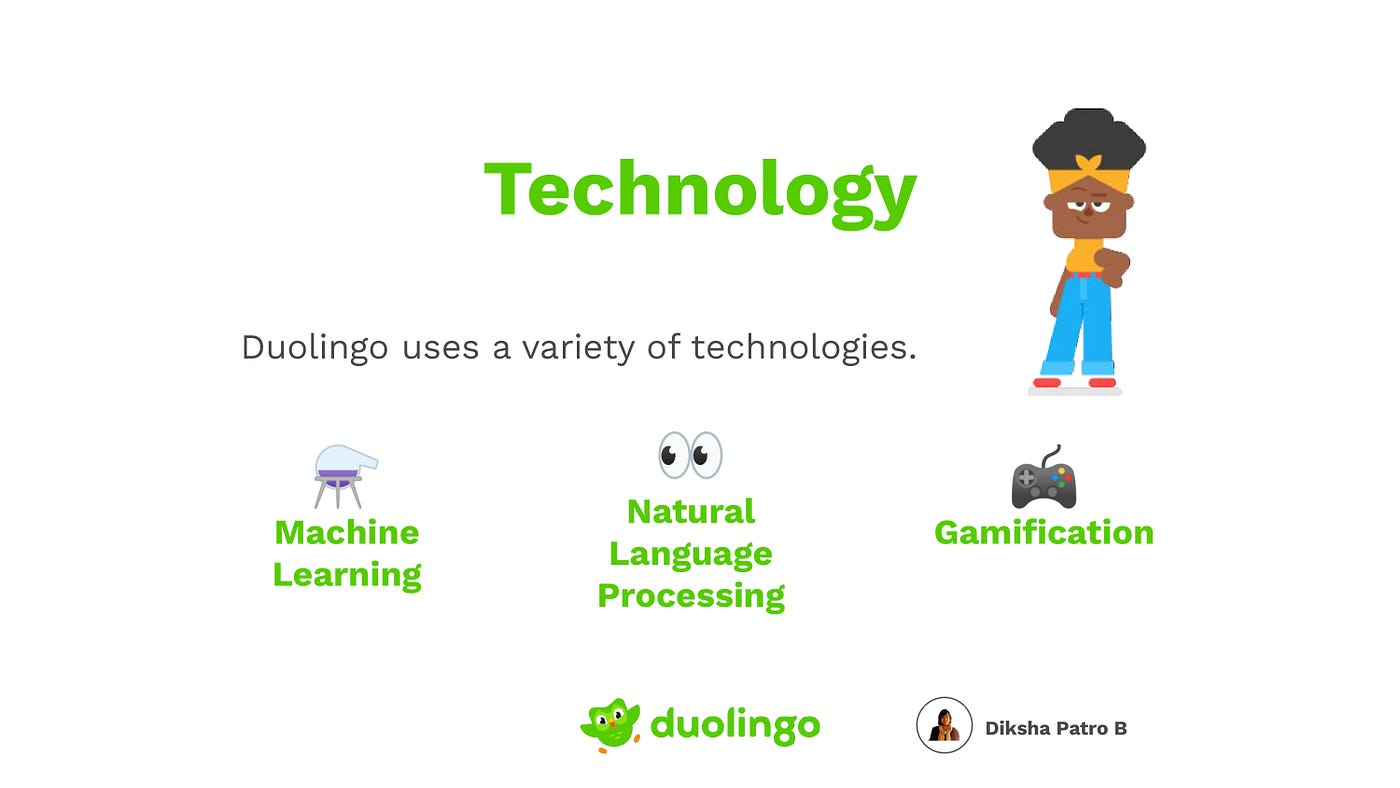 Technology
Duolingo uses a variety of technologies.
Machine
Learning
Natural
Language
Processing
Gamification
duolingo
Diksha Patro B